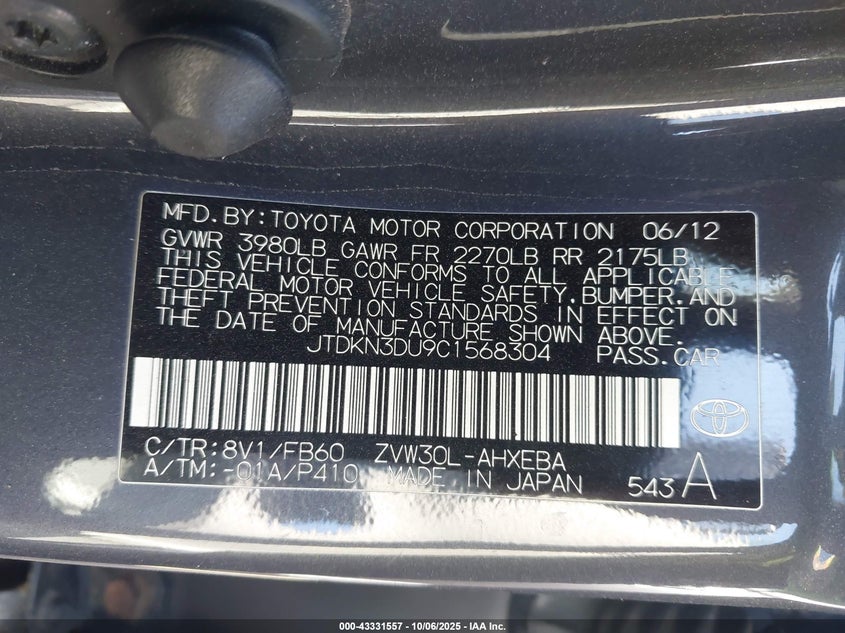 MFD.BY:TOYOTA MOTOR CORPORATION 06/12
GVWR 3980LB GAWR FR 2270LB RR 2175LB
THIS VEHICLE CONFORMS TO ALL APPLICABLE
FEDERAL MOTOR VEHICLE SAFETY,BUMPER,AND
THEFT PREVENTION STANDARDS IN EFFECT ON
THE DATE OF MANUFACTURE SHOWN ABOVE.
JTDKN3DU9C1568304 PASS.CAR
C/TR:8V1/FB60 ZVW30L-AHXEBA
A/TM:-01A/P410 MADE IN JAPAN 543A
000-43331557 • 10/06/2025 - IAA Inc.